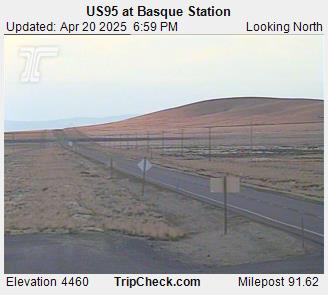 US95 at Basque Station
Updated: Apr 20 2025 6:59 PM Looking North
Elevation 4460 TripCheck.com Milepost 91.62